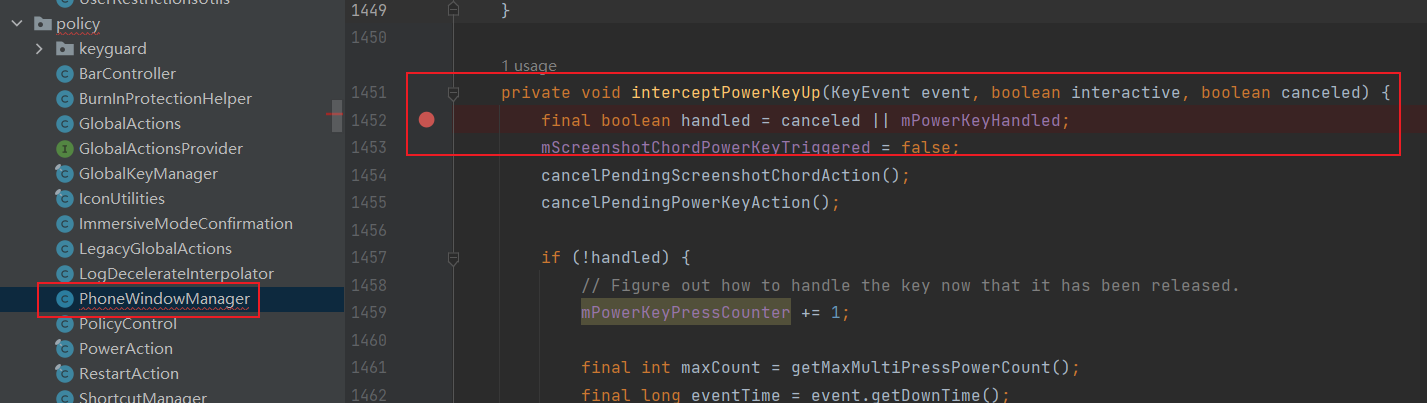 UserRestrictionsUtils
policy
keyguard
BarController
BurnInProtectionHelper
GlobalActions
GlobalActionsProvider
GlobalKeyManager
IconUtilities
ImmersiveModeConfirmation
LegacyGlobalActions
LogDecelerateInterpolator
PhoneWindowManager
PolicyControl
PowerAction
RestartAction
ShortcutManager
1449 }
1450
1 usage
1451 private void interceptPowerKeyUp(KeyEvent event, boolean interactive, boolean canceled) {
1452 final boolean handled = canceled || mPowerKeyHandled;
1453 mScreenshotChordPowerKeyTriggered = false;
1454 cancelPendingScreenshotChordAction();
1455 cancelPendingPowerKeyAction();
1456
1457 if (!handled) {
1458 // Figure out how to handle the key now that it has been released.
1459 mPowerKeyPressCounter += 1;
1460
1461 final int maxCount = getMaxMultiPressPowerCount();
1462 final long eventTime = event.getDownTime();